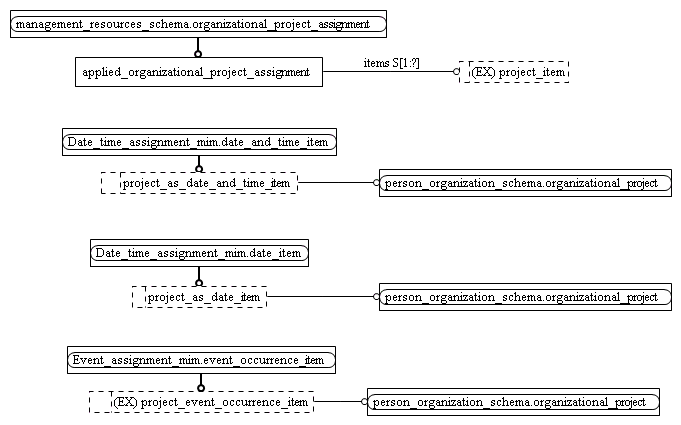 management_resources_schema.organizational_project_assignment
applied_organizational_project_assignment
items S[1:?]
(EX) project_item
Date_time_assignment_mim.date_and_time_item
project_as_date_and_time_item
person_organization_schema.organizational_project
Date_time_assignment_mim.date_item
project_as_date_item
person_organization_schema.organizational_project
Event_assignment_mim.event_occurrence_item
(EX) project_event_occurrence_item
person_organization_schema.organizational_project